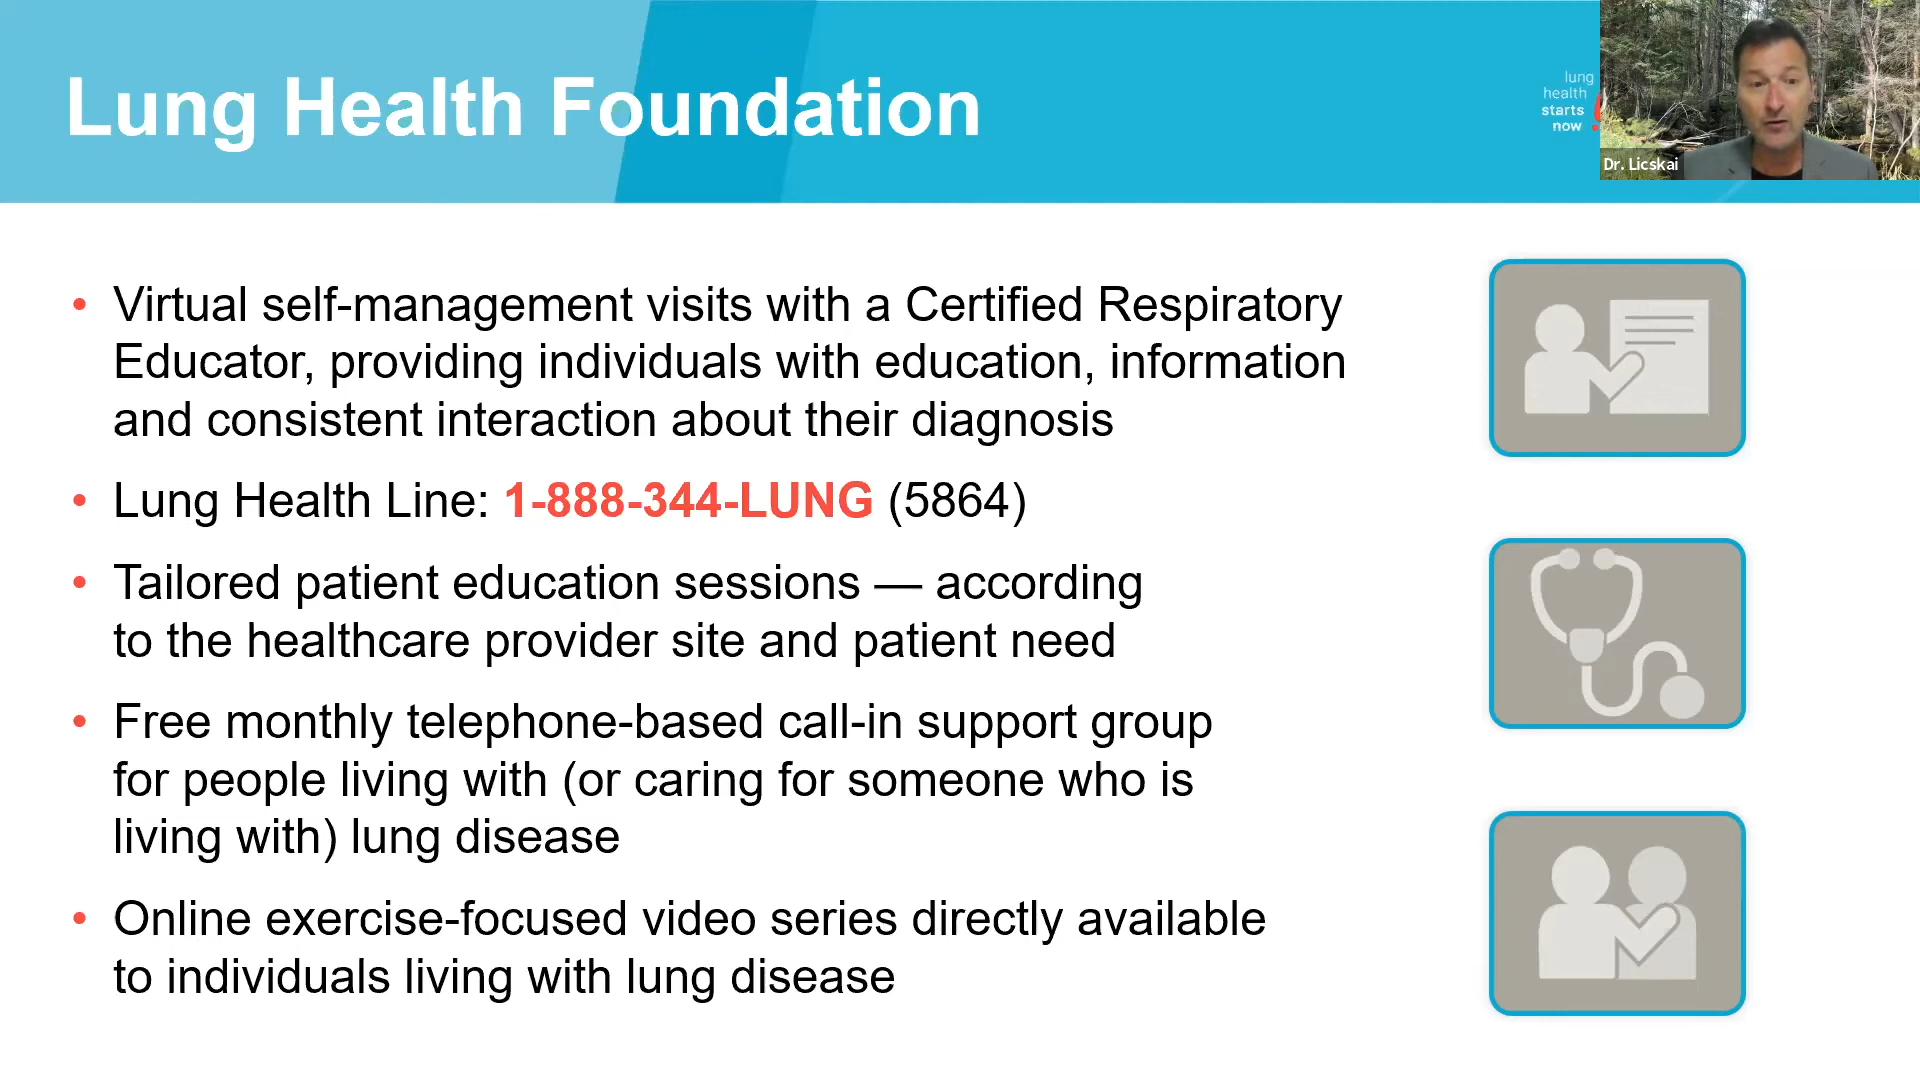 Lung Health Foundation
lung
health
starts
now
Dr. Licskai
• Virtual self-management visits with a Certified Respiratory
Educator, providing individuals with education, information
and consistent interaction about their diagnosis
• Lung Health Line: 1-888-344-LUNG (5864)
• Tailored patient education sessions — according
to the healthcare provider site and patient need
• Free monthly telephone-based call-in support group
for people living with (or caring for someone who is
living with) lung disease
• Online exercise-focused video series directly available
to individuals living with lung disease